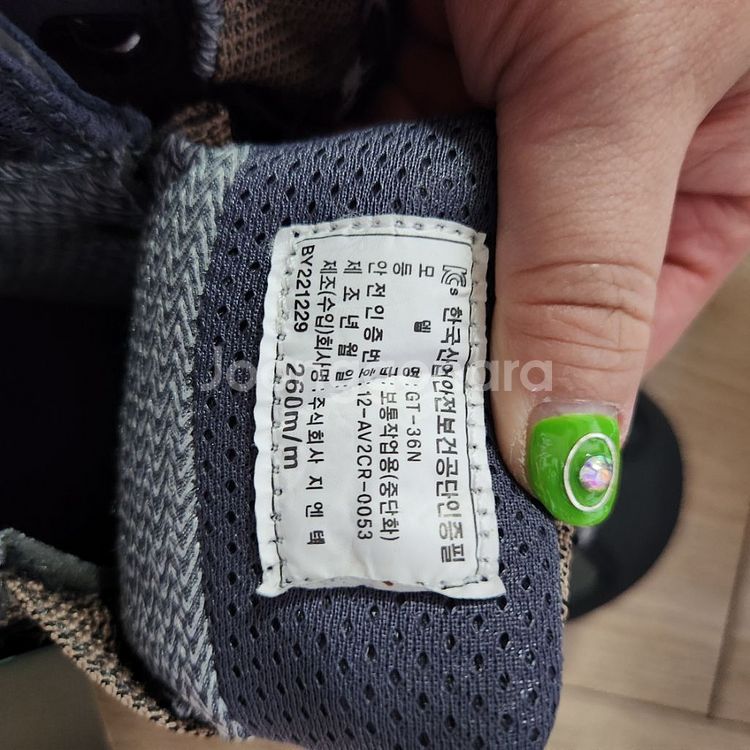 KCs 한국산업안전보건공단인증필
모 델 명:GT-36N
등 급:보통작업용(중단화)
안전인증번호:12-AV2CR-0053
제 조 년 월 일:
제조(수입)회사명:주식회사 지 엔 텍
BY221229 260m/m
Joonggonara